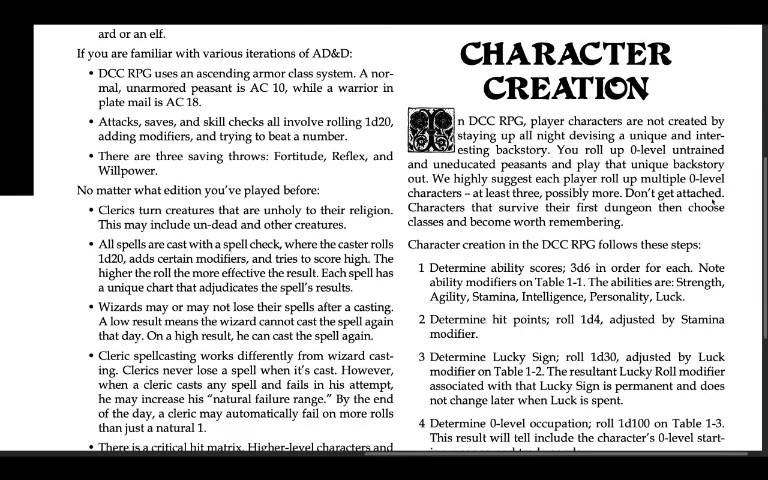 ard or an elf.
If you are familiar with various iterations of AD&D:
• DCC RPG uses an ascending armor class system. A nor-
mal, unarmored peasant is AC 10, while a warrior in
plate mail is AC 18.
• Attacks, saves, and skill checks all involve rolling 1d20,
adding modifiers, and trying to beat a number.
• There are three saving throws: Fortitude, Reflex, and
Willpower.
No matter what edition you've played before:
• Clerics turn creatures that are unholy to their religion.
This may include un-dead and other creatures.
• All spells are cast with a spell check, where the caster rolls
1d20, adds certain modifiers, and tries to score high. The
higher the roll the more effective the result. Each spell has
a unique chart that adjudicates the spell's results.
• Wizards may or may not lose their spells after a casting.
A low result means the wizard cannot cast the spell again
that day. On a high result, he can cast the spell again.
• Cleric spellcasting works differently from wizard cast-
ing. Clerics never lose a spell when it's cast. However,
when a cleric casts any spell and fails in his attempt,
he may increase his "natural failure range." By the end
of the day, a cleric may automatically fail on more rolls
than just a natural 1.
• There is a critical hit matrix. Higher-level characters and
CHARACTER
CREATION
In DCC RPG, player characters are not created by
staying up all night devising a unique and inter-
esting backstory. You roll up 0-level untrained
and uneducated peasants and play that unique backstory
out. We highly suggest each player roll up multiple 0-level
characters – at least three, possibly more. Don't get attached.
Characters that survive their first dungeon then choose
classes and become worth remembering.
Character creation in the DCC RPG follows these steps:
1 Determine ability scores; 3d6 in order for each. Note
ability modifiers on Table 1-1. The abilities are: Strength,
Agility, Stamina, Intelligence, Personality, Luck.
2 Determine hit points; roll 1d4, adjusted by Stamina
modifier.
3 Determine Lucky Sign; roll 1d30, adjusted by Luck
modifier on Table 1-2. The resultant Lucky Roll modifier
associated with that Lucky Sign is permanent and does
not change later when Luck is spent.
4 Determine 0-level occupation; roll 1d100 on Table 1-3.
This result will tell include the character's 0-level start-